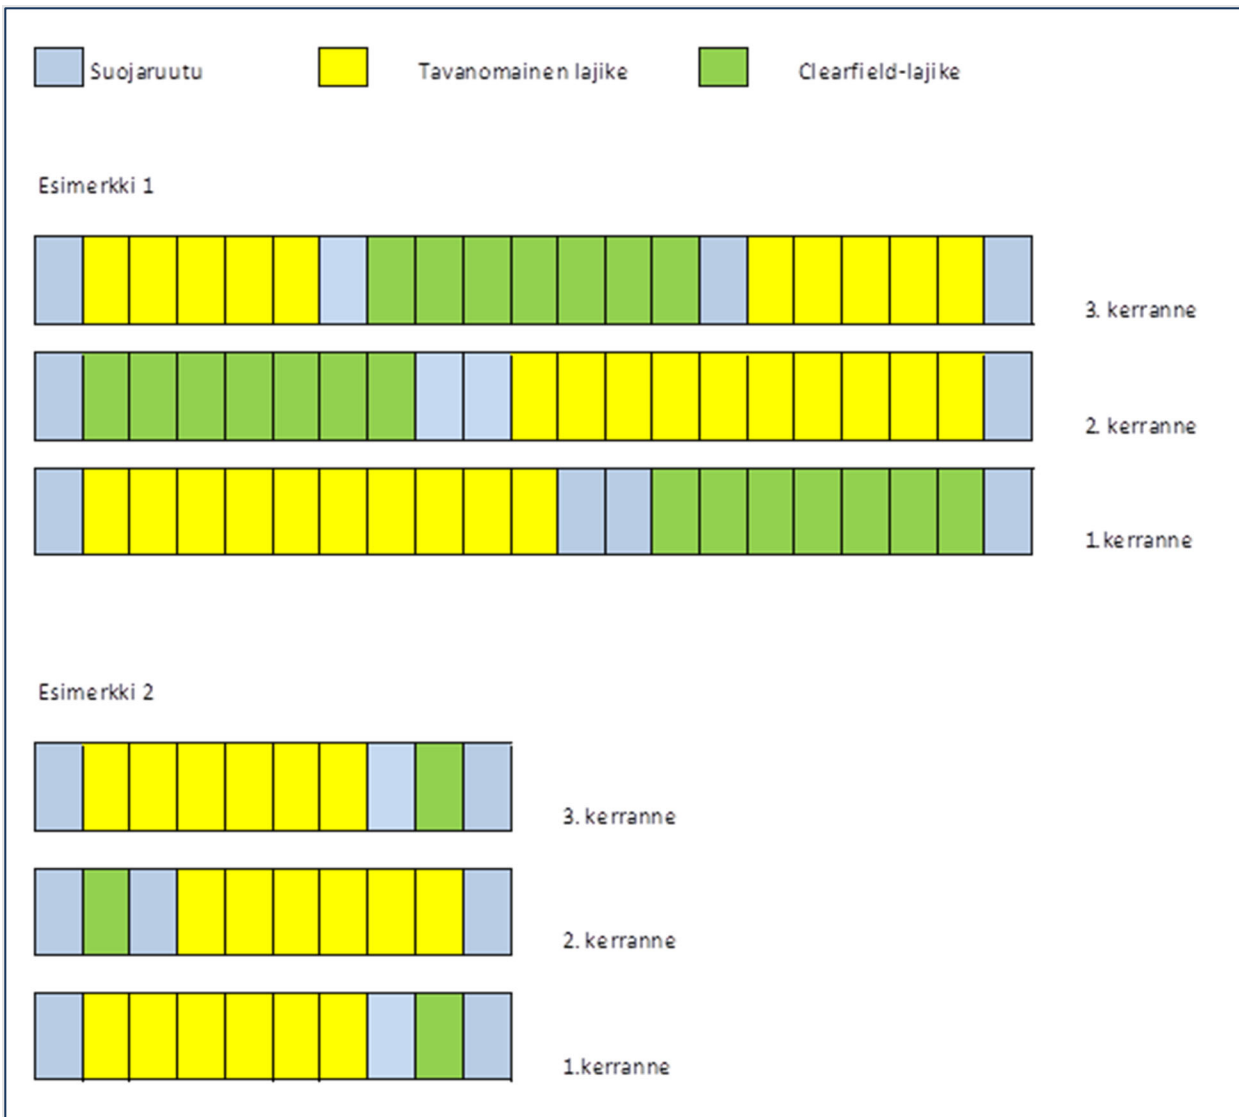 Suojaruutu Tavanomainen lajike Clearfield-lajike
Esimerkki 1
3. kerranne
2. kerranne
1.kerranne
Esimerkki 2
3. kerranne
2. kerranne
1.kerranne